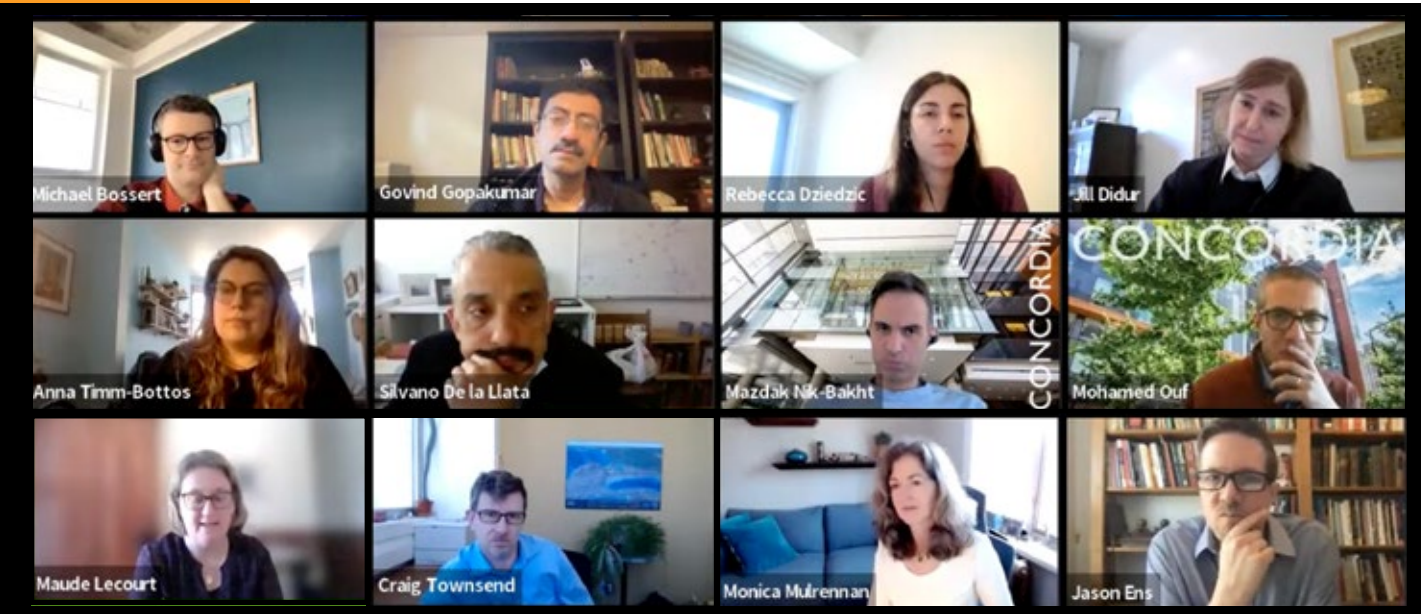 Michael Bossert
Govind Gopakumar
Rebecca Dziedzic
Jill Didur
Anna Timm-Bottos
Silvano De la Llata
CONCORDIA
Mazdak Nik-Bakht
CONCORDIA
Mohamed Ouf
Maude Lecourt
Craig Townsend
Monica Mulrennan
Jason Ens